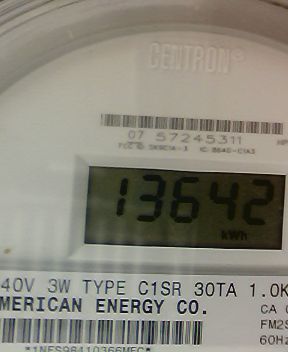 CENTRON®
07 57245311
13642
kWh
40V 3W TYPE C1SR 30TA 1.0K
MERICAN ENERGY CO.
CA
FM2S
60Hz